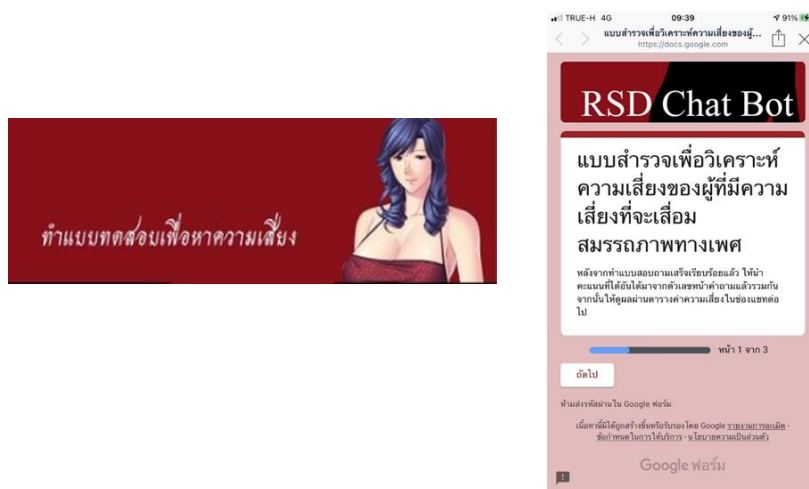 ทำแบบทดสอบเพื่อหาความเสี่ยง
TRUE-H 4G 09:39 91%
แบบสำรวจเพื่อวิเคราะห์ความเสี่ยงของผู้...
https://docs.google.com
RSD Chat Bot
แบบสำรวจเพื่อวิเคราะห์
ความเสี่ยงของผู้ที่มีความ
เสี่ยงที่จะเสื่อม
สมรรถภาพทางเพศ
หลังจากทำแบบสอบถามเสร็จเรียบร้อยแล้ว ให้นำ
คะแนนที่ได้อันได้มาจากตัวเลขหน้าคำถามแล้วรวมกัน
จากนั้นให้ดูผลผ่านตารางค่าความเสี่ยงในช่องแชทต่อ
ไป
หน้า 1 จาก 3
ถัดไป
ห้ามส่งรหัสผ่านใน Google ฟอร์ม
เนื้อหานี้มิได้ถูกสร้างขึ้นหรือรับรองโดย Google รายงานการละเมิด -
ข้อกำหนดในการให้บริการ - นโยบายความเป็นส่วนตัว
Google ฟอร์ม